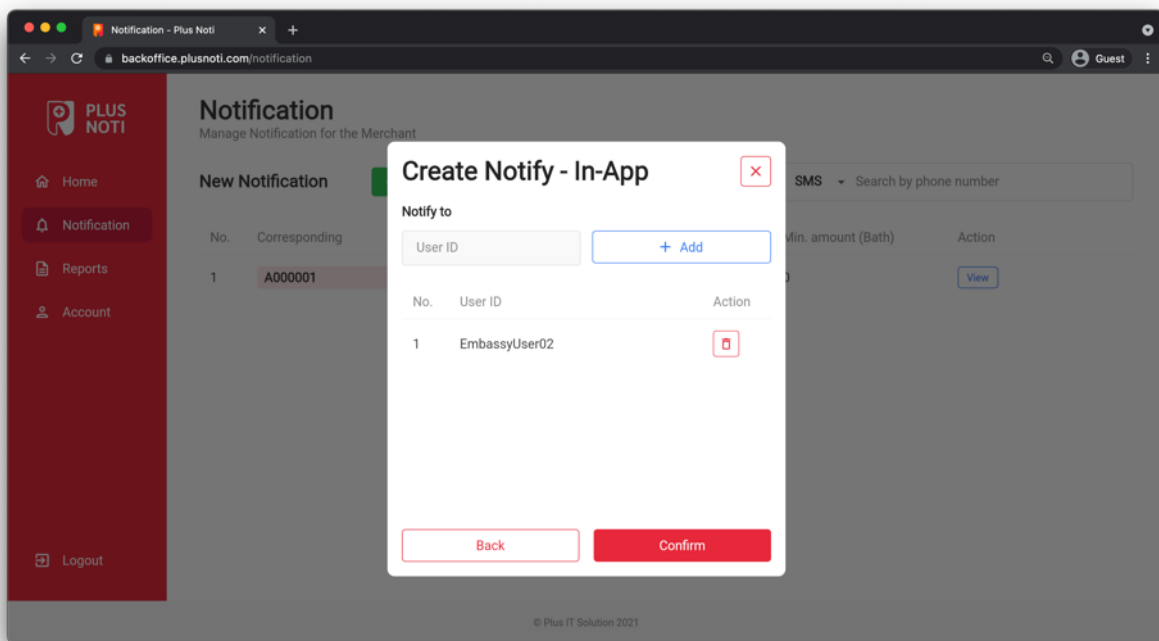 Notification - Plus Noti
backoffice.plusnoti.com/notification
Guest
PLUS
NOTI
Home
Notification
Reports
Account
Logout
Notification
Manage Notification for the Merchant
New Notification
SMS
Search by phone number
No.
Corresponding
Min. amount (Bath)
Action
1
A000001
View
Create Notify - In-App
Notify to
User ID
+ Add
No.
User ID
Action
1
EmbassyUser02
Back
Confirm
© Plus IT Solution 2021